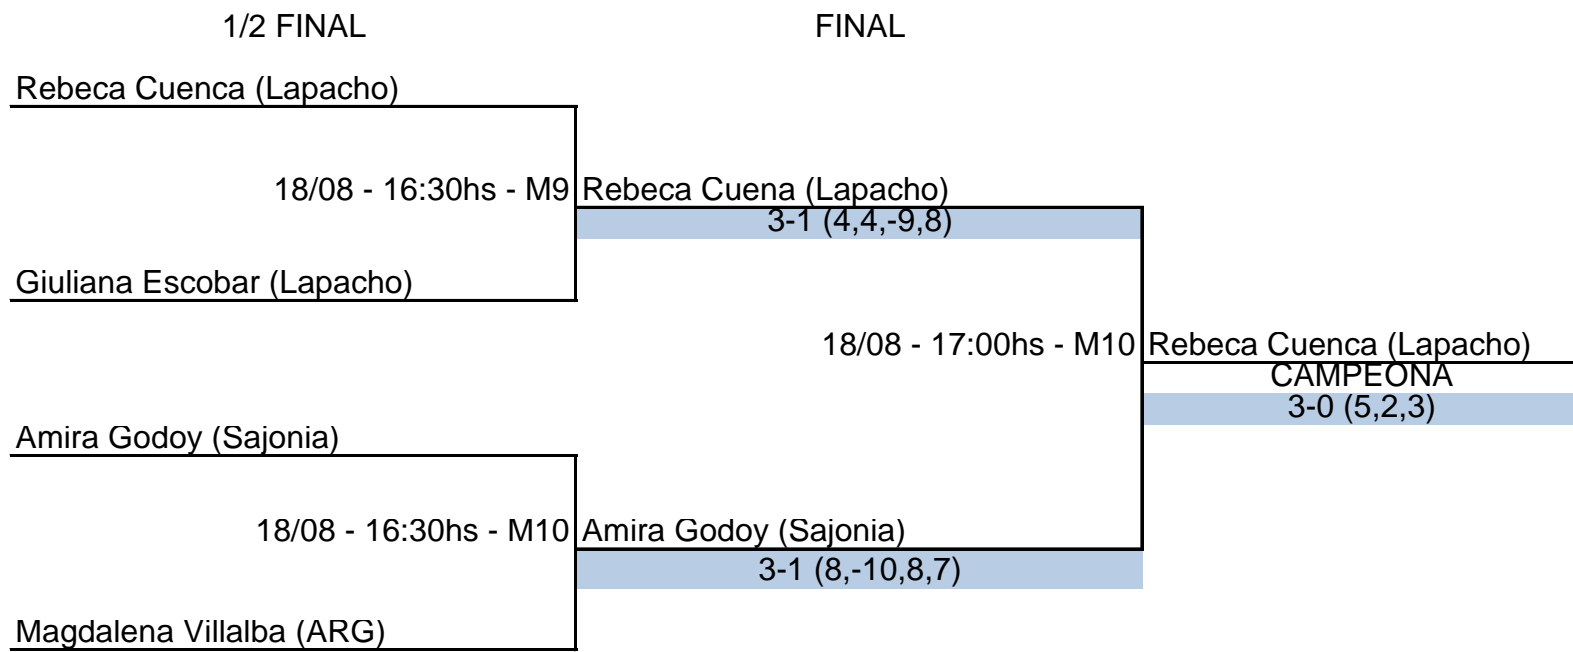 1/2 FINAL
FINAL
Rebeca Cuenca (Lapacho)
18/08 - 16:30hs - M9
Rebeca Cuena (Lapacho)
3-1 (4,4,-9,8)
Giuliana Escobar (Lapacho)
18/08 - 17:00hs - M10
Rebeca Cuenca (Lapacho)
CAMPEONA
3-0 (5,2,3)
Amira Godoy (Sajonia)
18/08 - 16:30hs - M10
Amira Godoy (Sajonia)
3-1 (8,-10,8,7)
Magdalena Villalba (ARG)